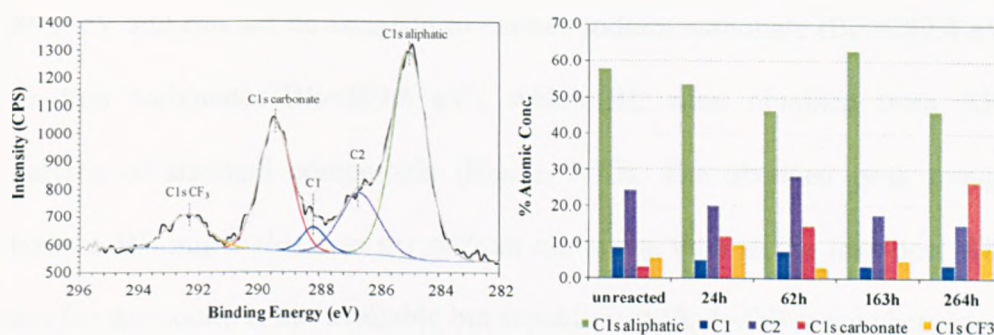 C1s aliphatic
C1s carbonate
C2
C1
C1s CF3
Intensity (CPS)
1400
1300
1200
1100
1000
900
800
700
600
500
296 294 292 290 288 286 284 282
Binding Energy (eV)
% Atomic Conc.
70.0
60.0
50.0
40.0
30.0
20.0
10.0
0.0
unreacted 24h 62h 163h 264h
C1s aliphatic C1 C2 C1s carbonate C1s CF3